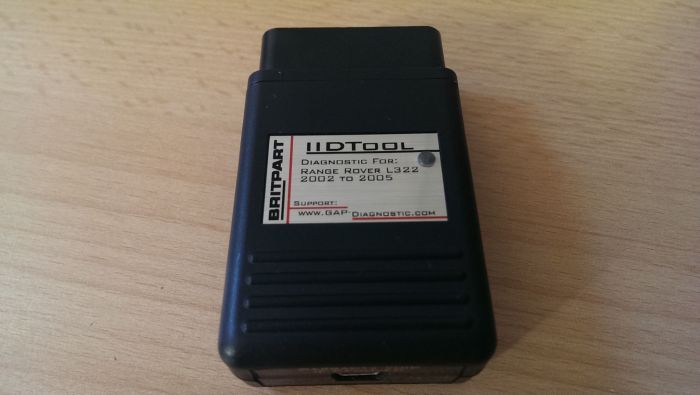 BRITPART
IIDTool
Diagnostic For:
Range Rover L322
2002 to 2005
Support:
www.GAP-Diagnostic.com